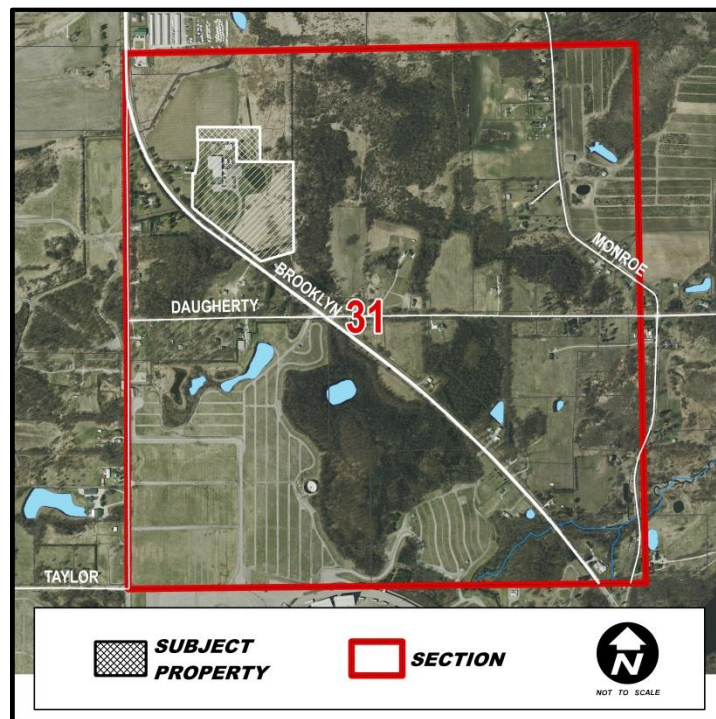 MONROE
BROOKLYN
DAUGHERTY
31
TAYLOR
SUBJECT
PROPERTY
SECTION
N
NOT TO SCALE